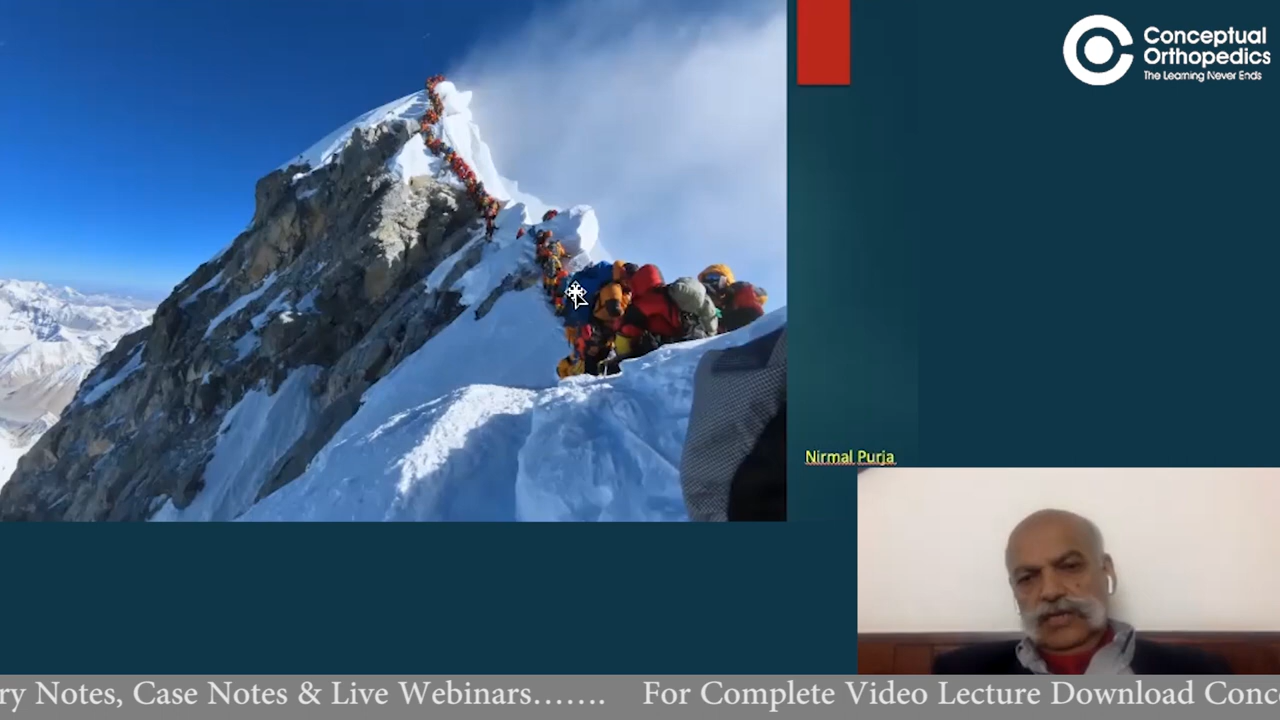 Conceptual
Orthopedics
The Learning Never Ends
Nirmal Purja
ry Notes, Case Notes & Live Webinars....... For Complete Video Lecture Download Conc